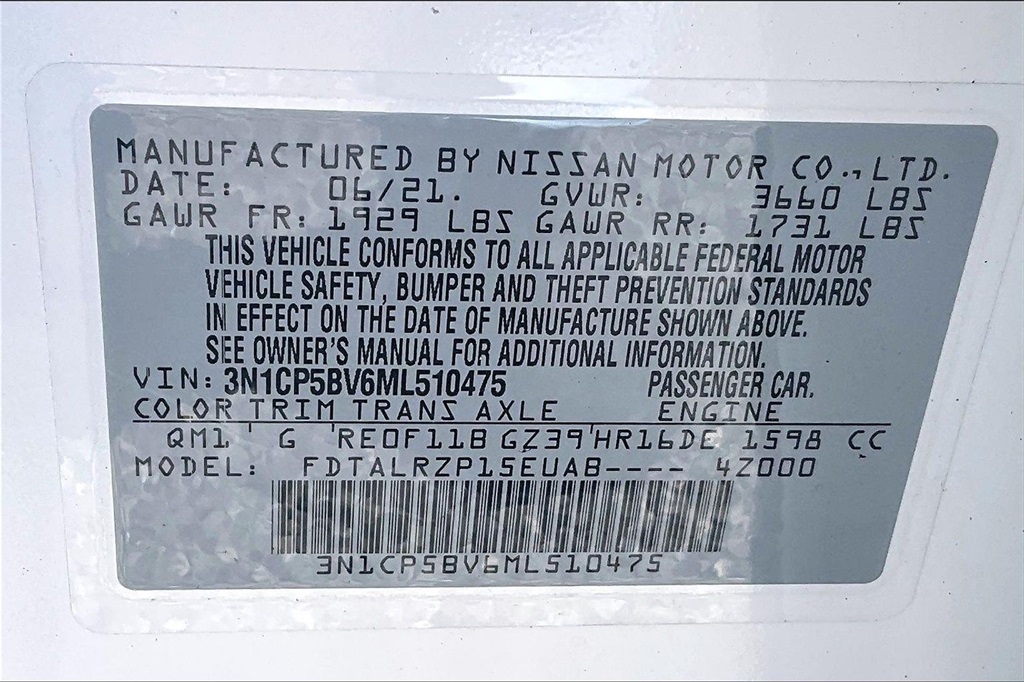 MANUFACTURED BY NISSAN MOTOR CO., LTD.
DATE: 06/21. GVWR: 3660 LBS
GAWR FR: 1929 LBS GAWR RR: 1731 LBS
THIS VEHICLE CONFORMS TO ALL APPLICABLE FEDERAL MOTOR
VEHICLE SAFETY, BUMPER AND THEFT PREVENTION STANDARDS
IN EFFECT ON THE DATE OF MANUFACTURE SHOWN ABOVE.
SEE OWNER'S MANUAL FOR ADDITIONAL INFORMATION.
VIN: 3N1CP5BV6ML510475 PASSENGER CAR.
COLOR TRIM TRANS AXLE ENGINE
QM1 ' G 'RE0F11B GZ39'HR16DE 1598 CC
MODEL: FDTALRZP15EUAB---- 4Z000
3N1CP5BV6ML510475